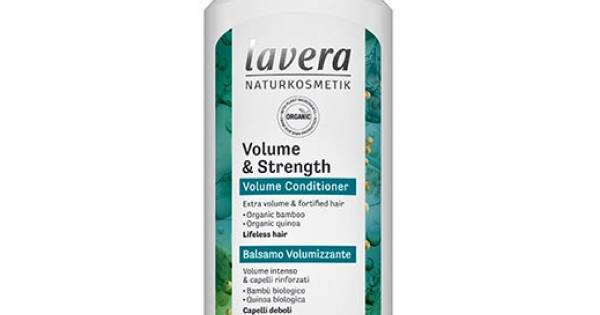 lavera
NATURKOSMETIK
ORGANIC
Volume
& Strength
Volume Conditioner
Extra volume & fortified hair
• Organic bamboo
• Organic quinoa
Lifeless hair
Balsamo Volumizzante
Volume intenso
& capelli rinforzati
• Bambù biologico
• Quinoa biologica
Capelli deboli